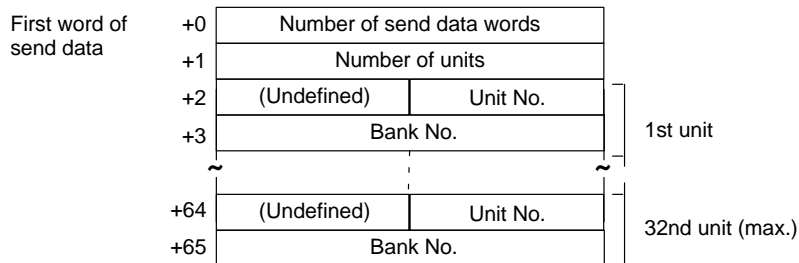 First word of
send data
+0 Number of send data words
+1 Number of units
+2 (Undefined) Unit No.
+3 Bank No.
1st unit
~ ~
+64 (Undefined) Unit No.
+65 Bank No.
32nd unit (max.)